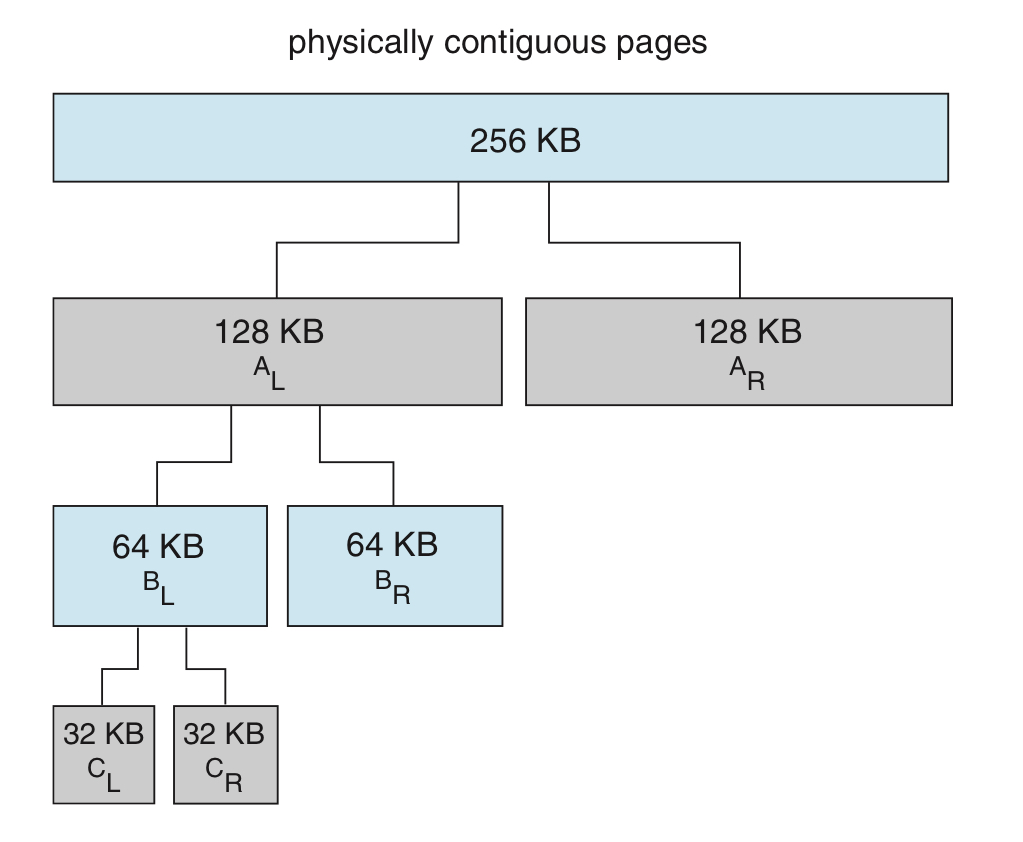 physically contiguous pages
256 KB
128 KB
A_L
128 KB
A_R
64 KB
B_L
64 KB
B_R
32 KB
C_L
32 KB
C_R